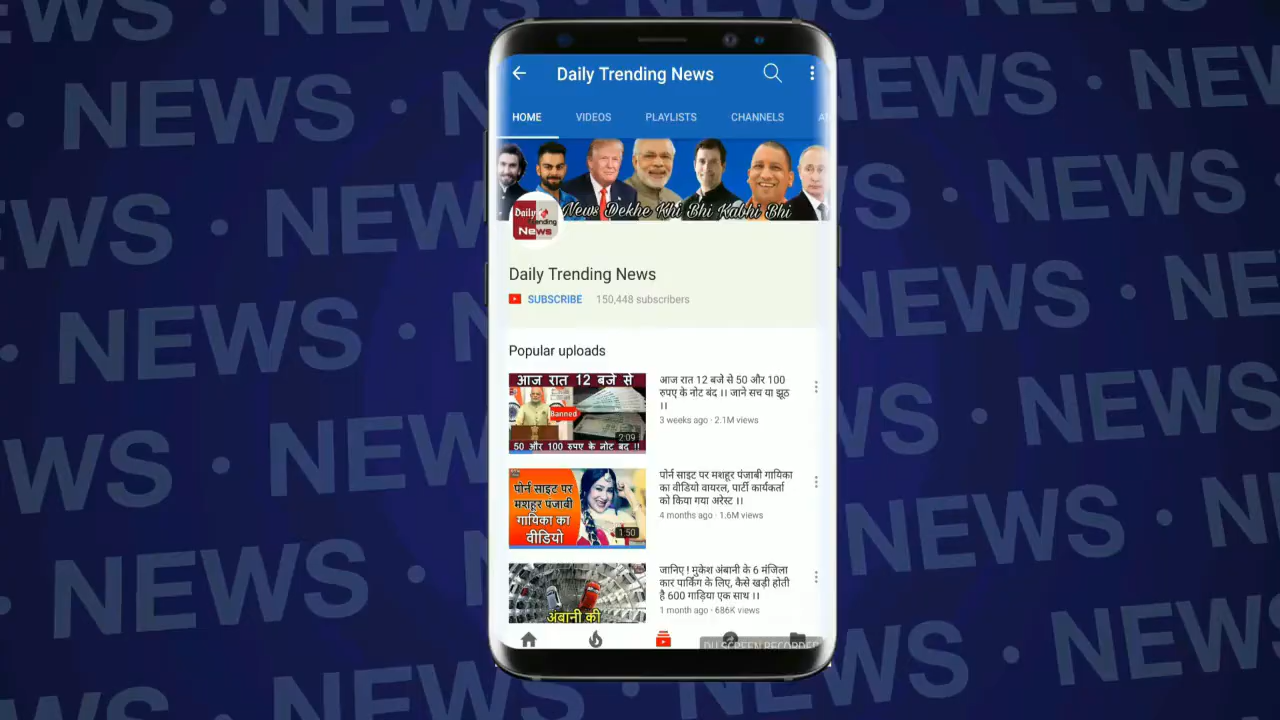 NEWS · NEWS · NEWS
Daily Trending News
HOME VIDEOS PLAYLISTS CHANNELS
News Dekhe Khi Bhi Kabhi Bhi
Daily
Trending
News
Daily Trending News
SUBSCRIBE 150,448 subscribers
Popular uploads
आज रात 12 बजे से
Banned
2:09
50 और 100 रुपए के नोट बद !!
आज रात 12 बजे से 50 और 100
रुपए के नोट बंद ।। जाने सच या झूठ
।।
3 weeks ago · 2.1M views
पोर्न साइट पर
मशहूर पंजाबी
गायिका का
वीडियो
1:50
पोर्न साइट पर मशहूर पंजाबी गायिका
का वीडियो वायरल, पार्टी कार्यकर्ता
को किया गया अरेस्ट ।।
4 months ago · 1.6M views
अंबानी की
जानिए ! मुकेश अंबानी के 6 मंजिला
कार पार्किंग के लिए, कैसे खड़ी होती
है 600 गाड़िया एक साथ ।।
1 month ago · 686K views
DU SCREEN RECORDER